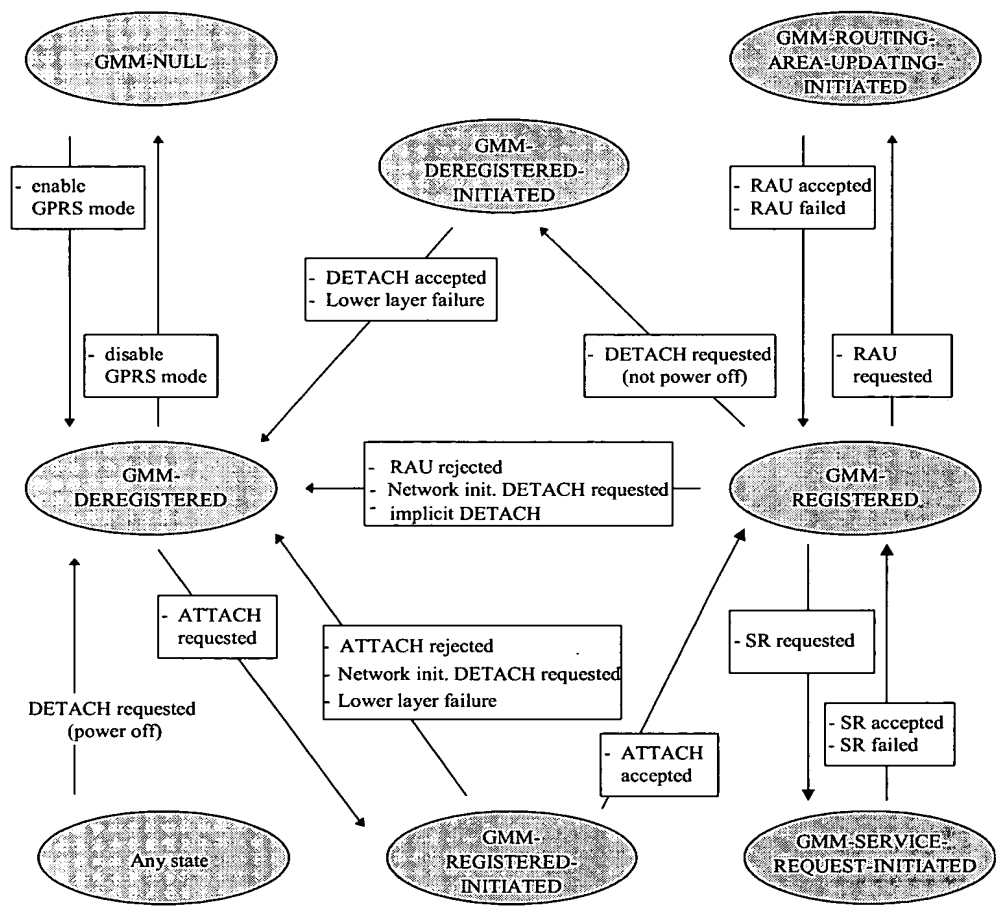 GMM-NULL
GMM-ROUTING-
AREA-UPDATING-
INITIATED
GMM-
DEREGISTERED-
INITIATED
- enable
GPRS mode
- RAU accepted
- RAU failed
- DETACH accepted
- Lower layer failure
- disable
GPRS mode
- DETACH requested
(not power off)
- RAU
requested
GMM-
DEREGISTERED
- RAU rejected
- Network init. DETACH requested
- implicit DETACH
GMM-
REGISTERED
- ATTACH
requested
- ATTACH rejected
- Network init. DETACH requested
- Lower layer failure
- SR requested
DETACH requested
(power off)
- ATTACH
accepted
- SR accepted
- SR failed
Any state
GMM-
REGISTERED-
INITIATED
GMM-SERVICE-
REQUEST-INITIATED